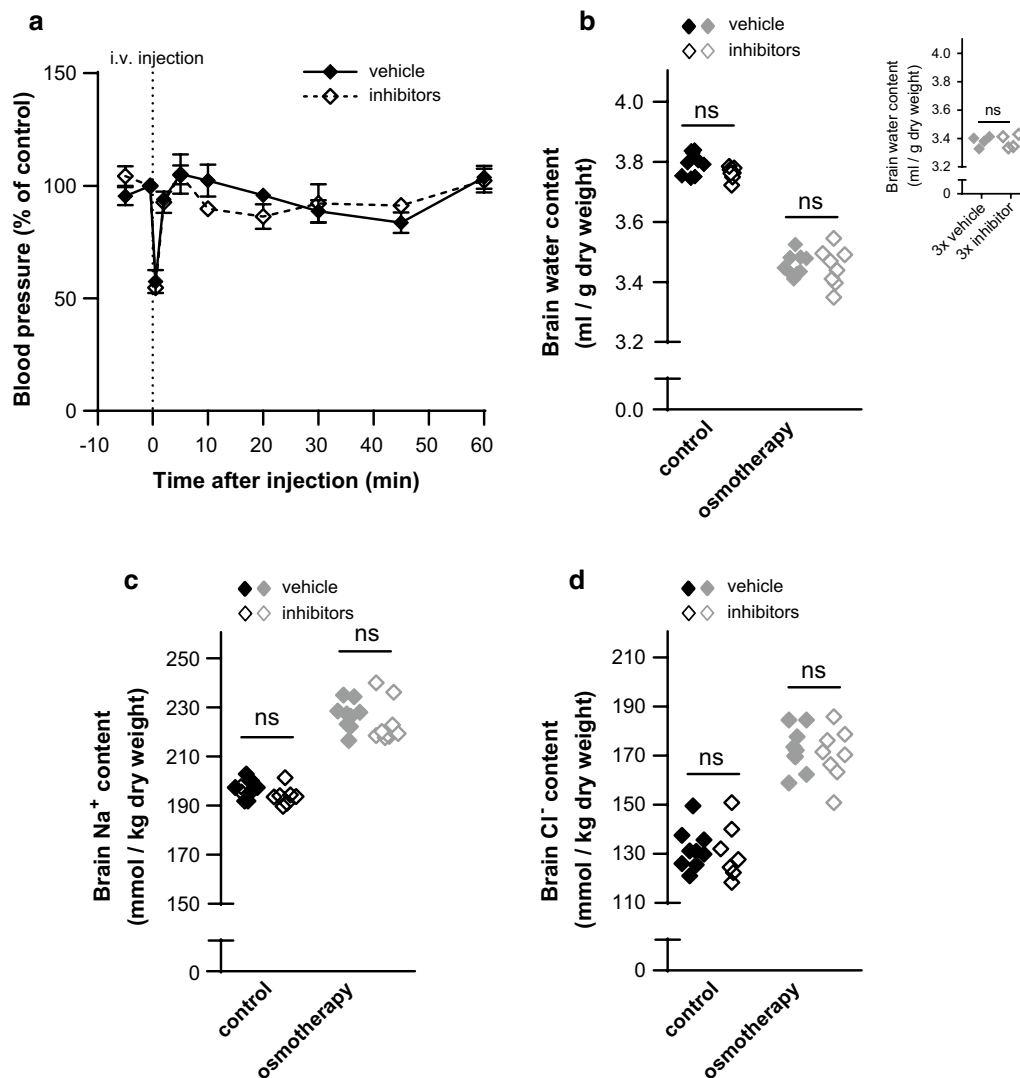 a
i.v. injection
vehicle
inhibitors
Blood pressure (% of control)
150
100
50
0
-10
0
10
20
30
40
50
60
Time after injection (min)
b
vehicle
inhibitors
Brain water content
(ml / g dry weight)
4.0
3.8
3.6
3.4
3.2
0.0
ns
ns
control
osmotherapy
Brain water content
(ml / g dry weight)
4.0
3.8
3.6
3.4
3.2
0
ns
3x vehicle
3x inhibitor
c
vehicle
inhibitors
Brain Na⁺ content
(mmol / kg dry weight)
250
230
210
190
170
150
0
ns
ns
control
osmotherapy
d
vehicle
inhibitors
Brain Cl⁻ content
(mmol / kg dry weight)
210
190
170
150
130
110
0
ns
ns
control
osmotherapy